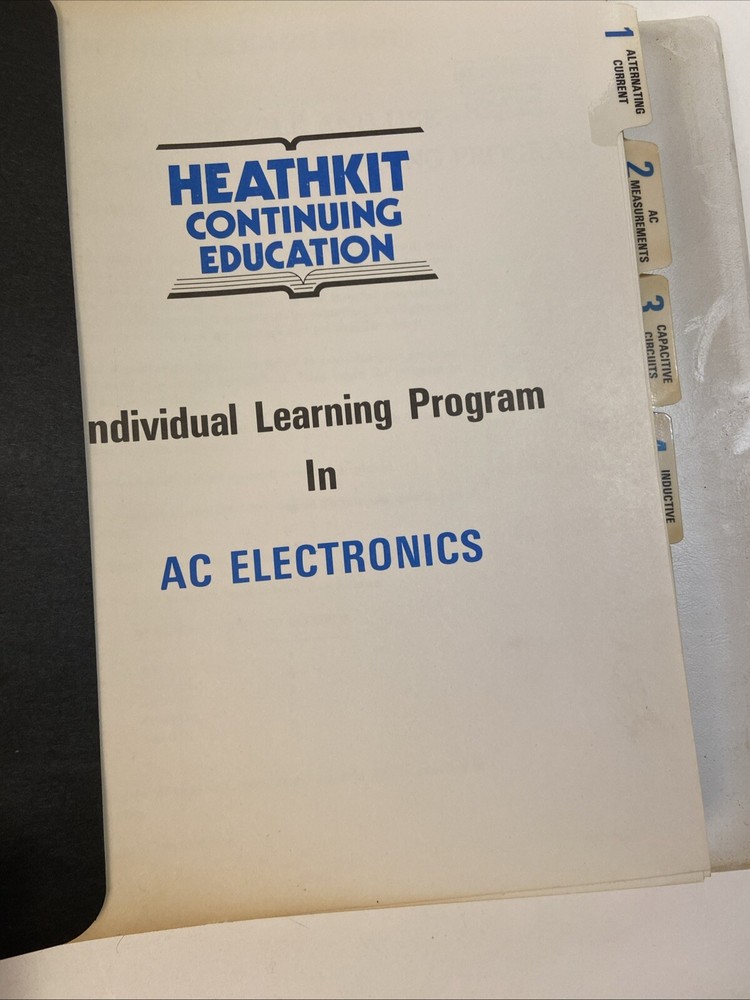 HEATHKIT
CONTINUING
EDUCATION
ndividual Learning Program
In
AC ELECTRONICS
1
ALTERNATING
CURRENT
2
AC
MEASUREMENTS
3
CAPACITIVE
CIRCUITS
4
INDUCTIVE